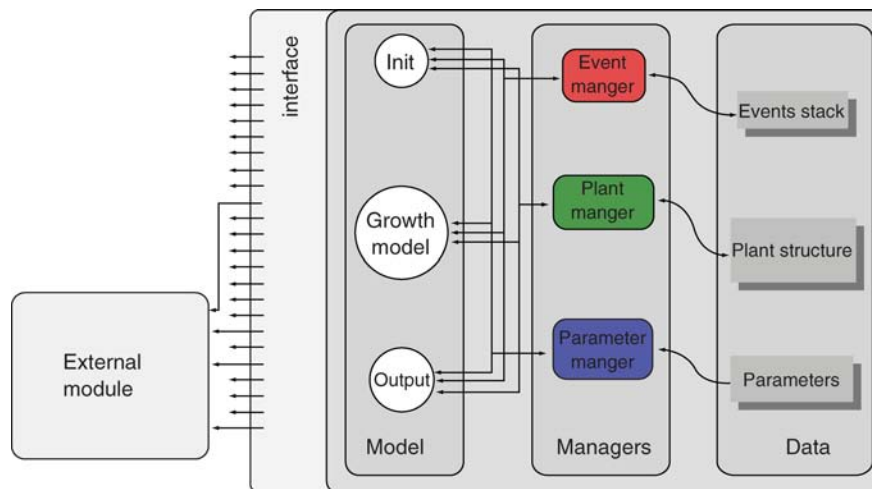 interface
Init
Growth
model
Output
Model
Event
manger
Plant
manger
Parameter
manger
Managers
Events stack
Plant structure
Parameters
Data
External
module